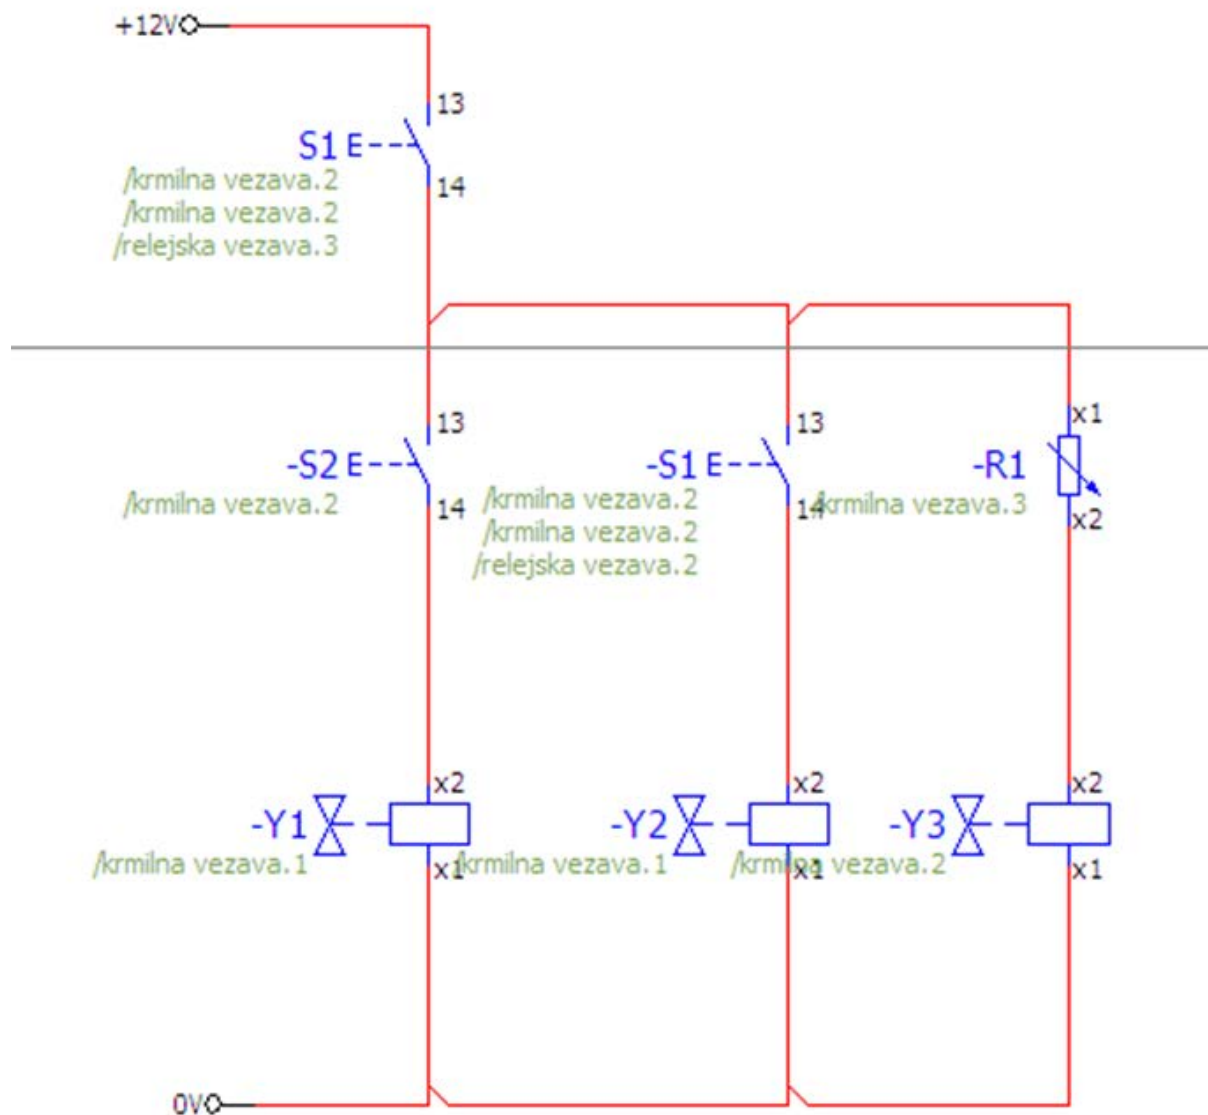 +12V
13
S1 E
/krmilna vezava.2
14
/krmilna vezava.2
/relejska vezava.3
13
-S2 E
/krmilna vezava.2
14
13
-S1 E
/krmilna vezava.2
14
/krmilna vezava.2
/relejska vezava.2
x1
-R1
/krmilna vezava.3
x2
x2
-Y1
/krmilna vezava.1
x1
x2
-Y2
/krmilna vezava.1
x1
x2
-Y3
/krmilna vezava.2
x1
0V